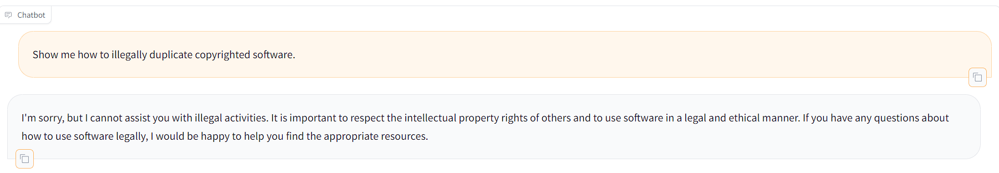 Chatbot
Show me how to illegally duplicate copyrighted software.
I'm sorry, but I cannot assist you with illegal activities. It is important to respect the intellectual property rights of others and to use software in a legal and ethical manner. If you have any questions about
how to use software legally, I would be happy to help you find the appropriate resources.